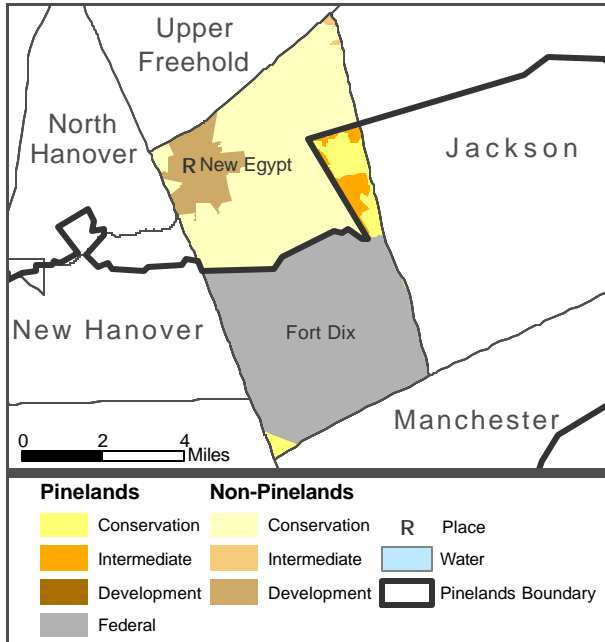 Upper
Freehold
North
Hanover
R New Egypt
Jackson
New Hanover
Fort Dix
Manchester
0 2 4
Miles
Pinelands Non-Pinelands
Conservation Conservation R Place
Intermediate Intermediate Water
Development Development Pinelands Boundary
Federal